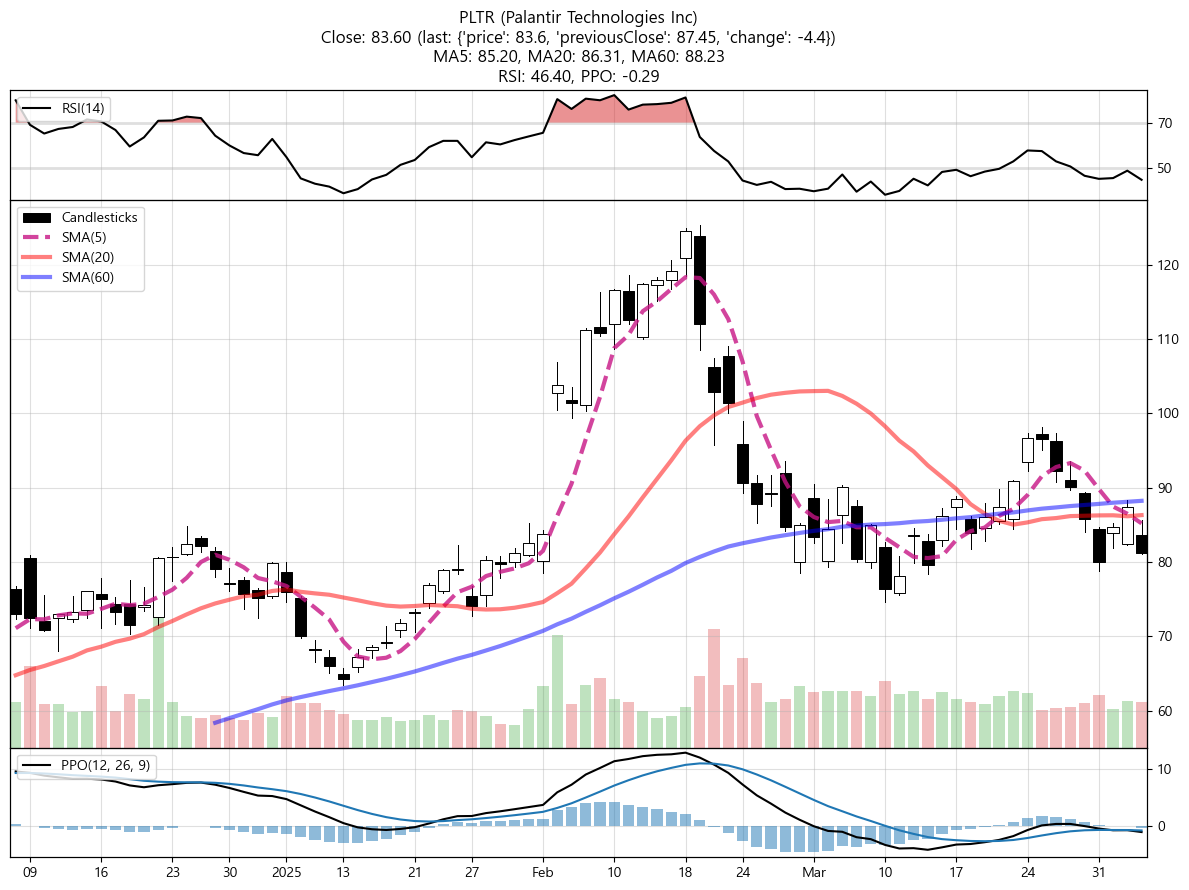 PLTR (Palantir Technologies Inc)
Close: 83.60 (last: {'price': 83.6, 'previousClose': 87.45, 'change': -4.4})
MA5: 85.20, MA20: 86.31, MA60: 88.23
RSI: 46.40, PPO: -0.29
RSI(14)
70
50
Candlesticks
SMA(5)
SMA(20)
SMA(60)
120
110
100
90
80
70
60
PPO(12, 26, 9)
10
0
09 16 23 30 2025 13 21 27 Feb 10 18 24 Mar 10 17 24 31